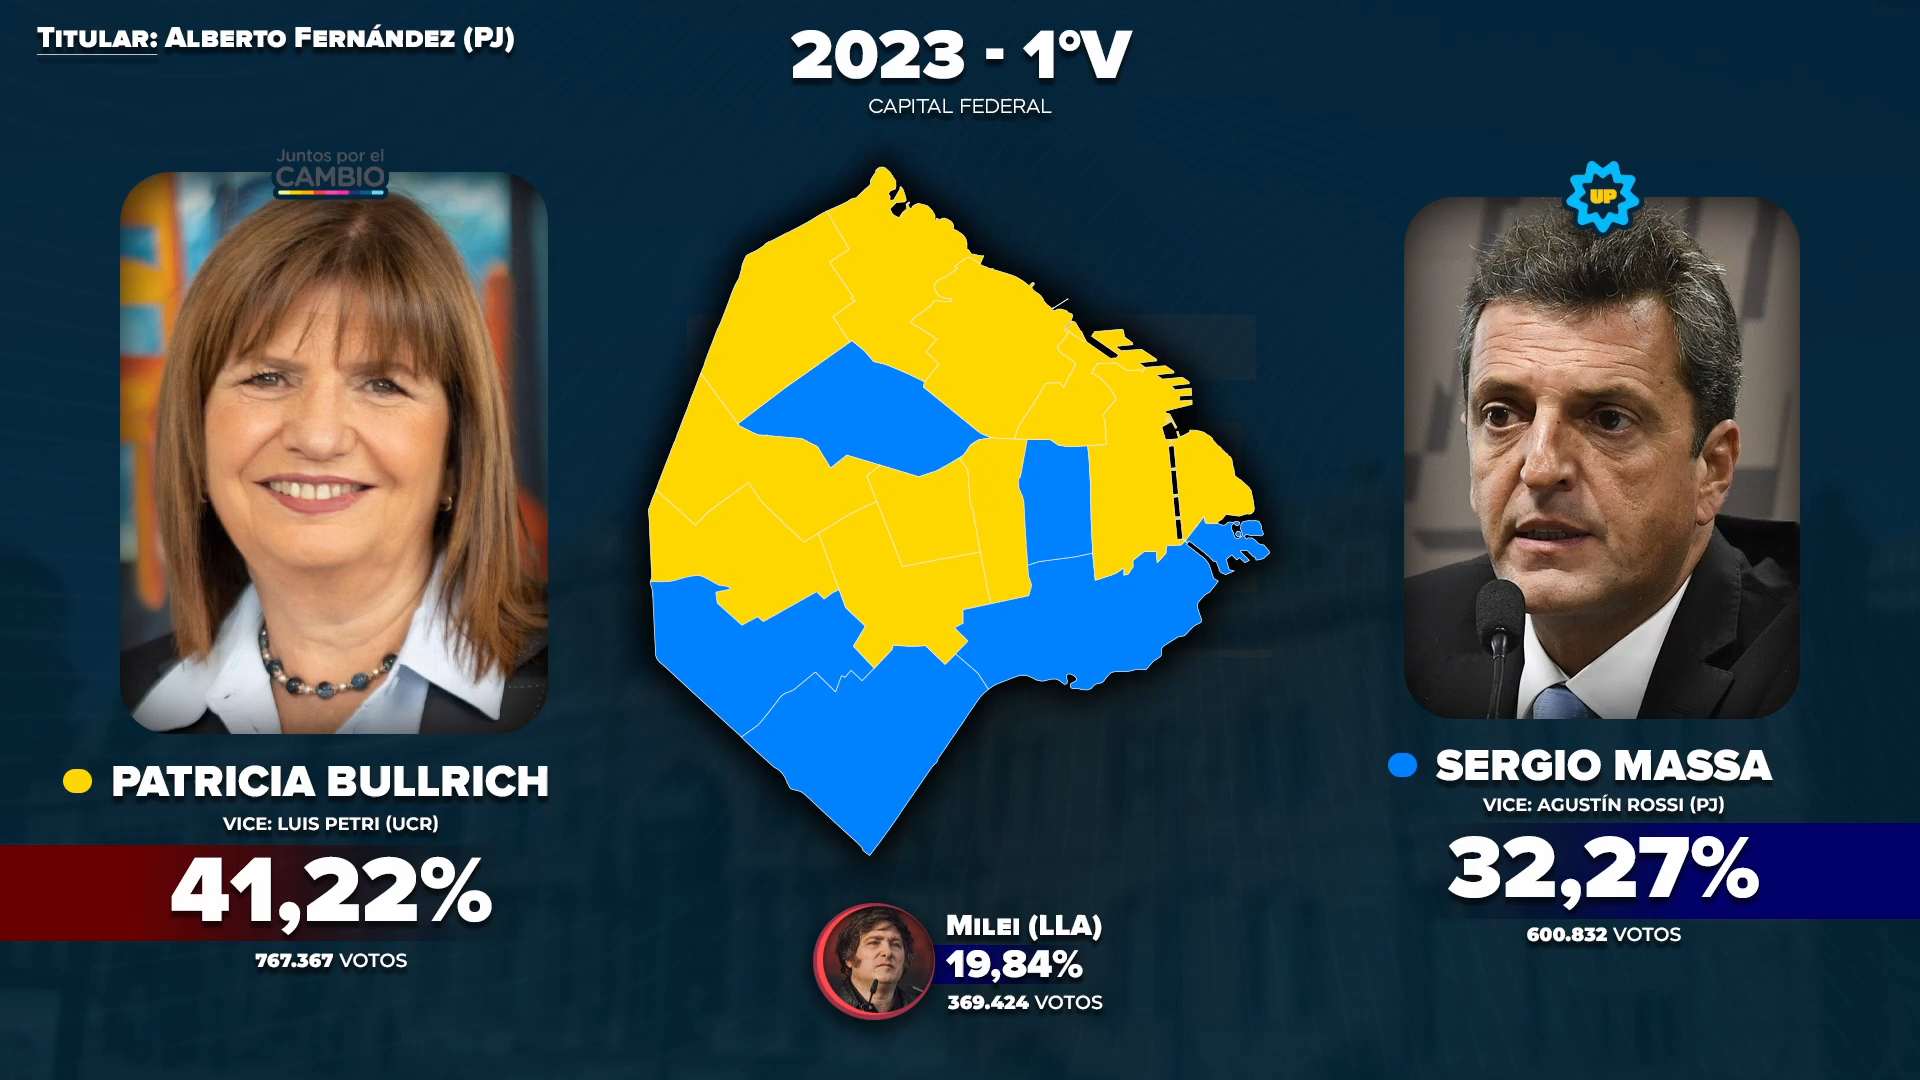 Titular: Alberto Fernández (PJ)
2023 - 1°V
CAPITAL FEDERAL
Juntos por el
CAMBIO
UP
PATRICIA BULLRICH
VICE: LUIS PETRI (UCR)
41,22%
767.367 VOTOS
SERGIO MASSA
VICE: AGUSTÍN ROSSI (PJ)
32,27%
600.832 VOTOS
Milei (LLA)
19,84%
369.424 VOTOS